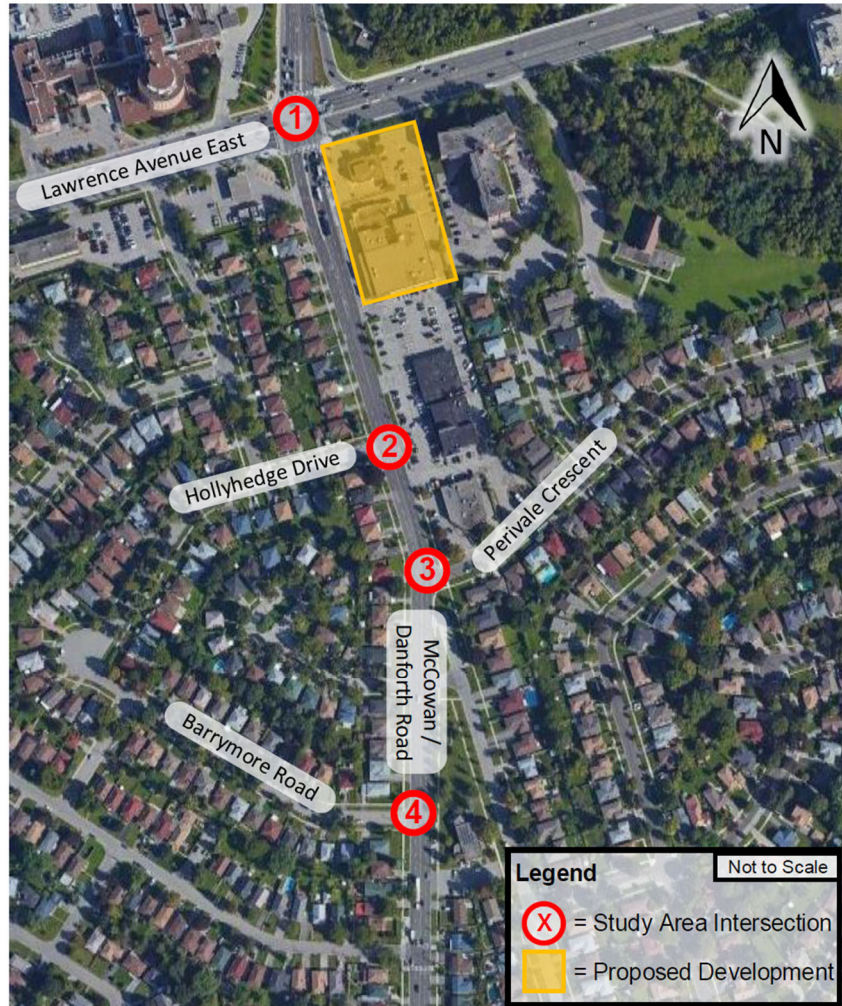 1
N
Lawrence Avenue East
2
Hollyhedge Drive
Perivale Crescent
3
McCowan /
Danforth Road
Barrymore Road
4
Legend
Not to Scale
X = Study Area Intersection
= Proposed Development